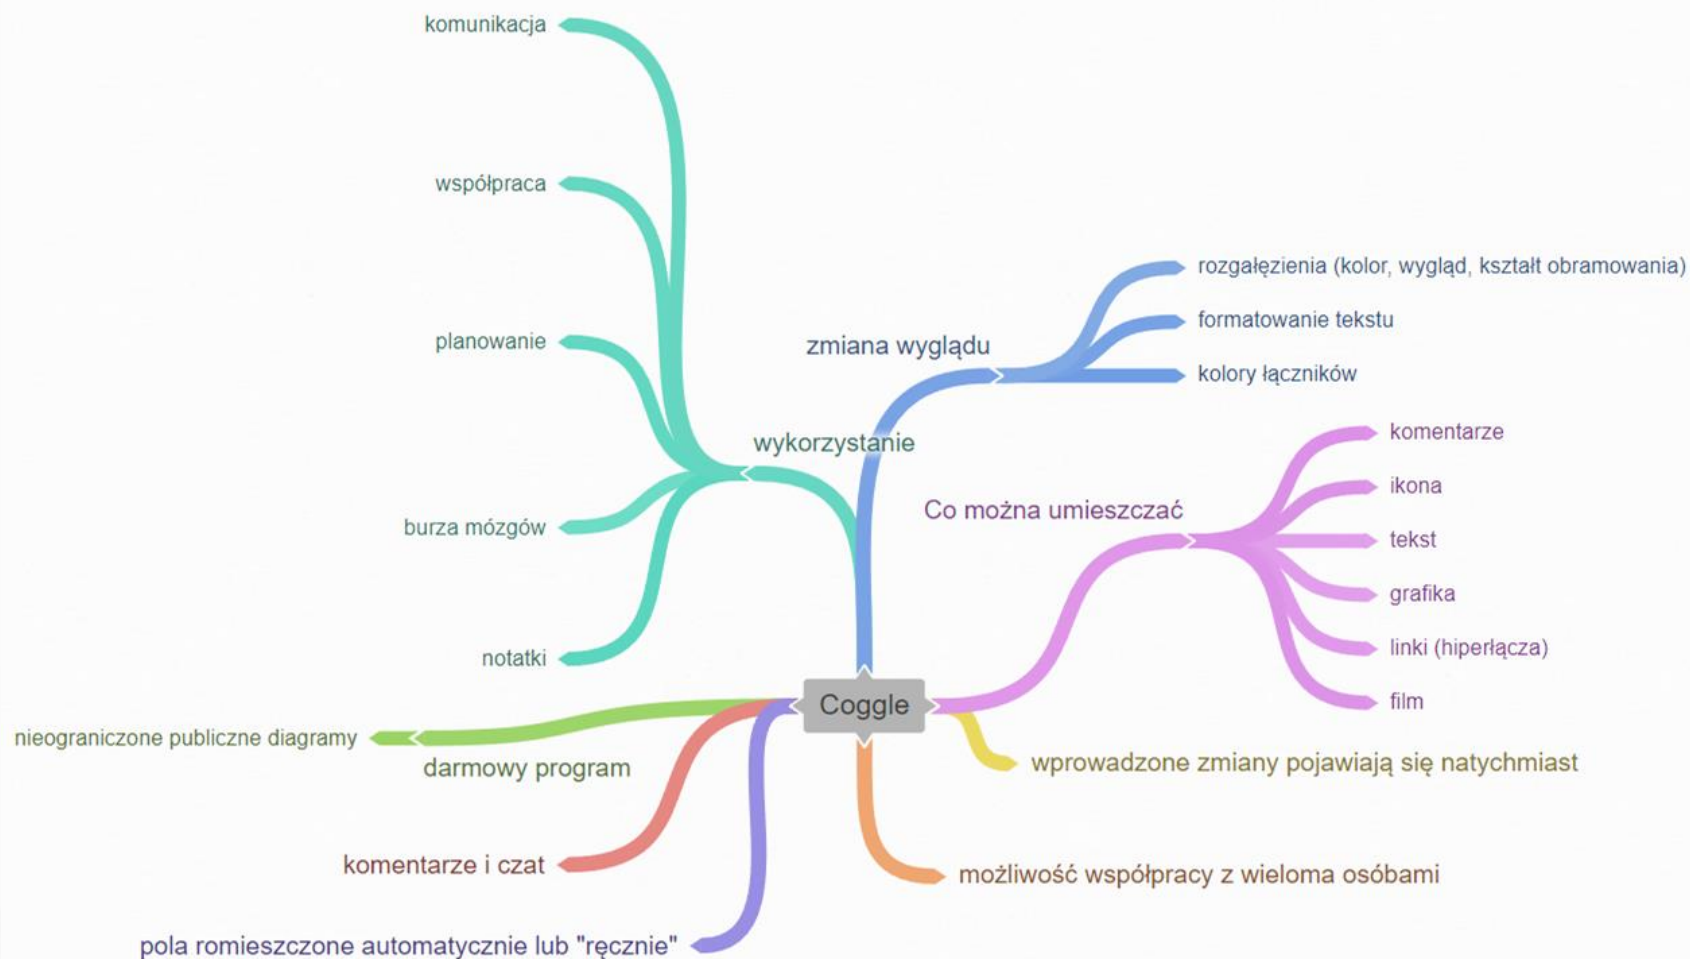 komunikacja
współpraca
planowanie
burza mózgów
notatki
wykorzystanie
zmiana wyglądu
rozgałęzienia (kolor, wygląd, kształt obramowania)
formatowanie tekstu
kolory łączników
Co można umieszczać
komentarze
ikona
tekst
grafika
linki (hiperłącza)
film
Coggle
nieograniczone publiczne diagramy
darmowy program
wprowadzone zmiany pojawiają się natychmiast
komentarze i czat
możliwość współpracy z wieloma osóbami
pola romieszczone automatycznie lub "ręcznie"